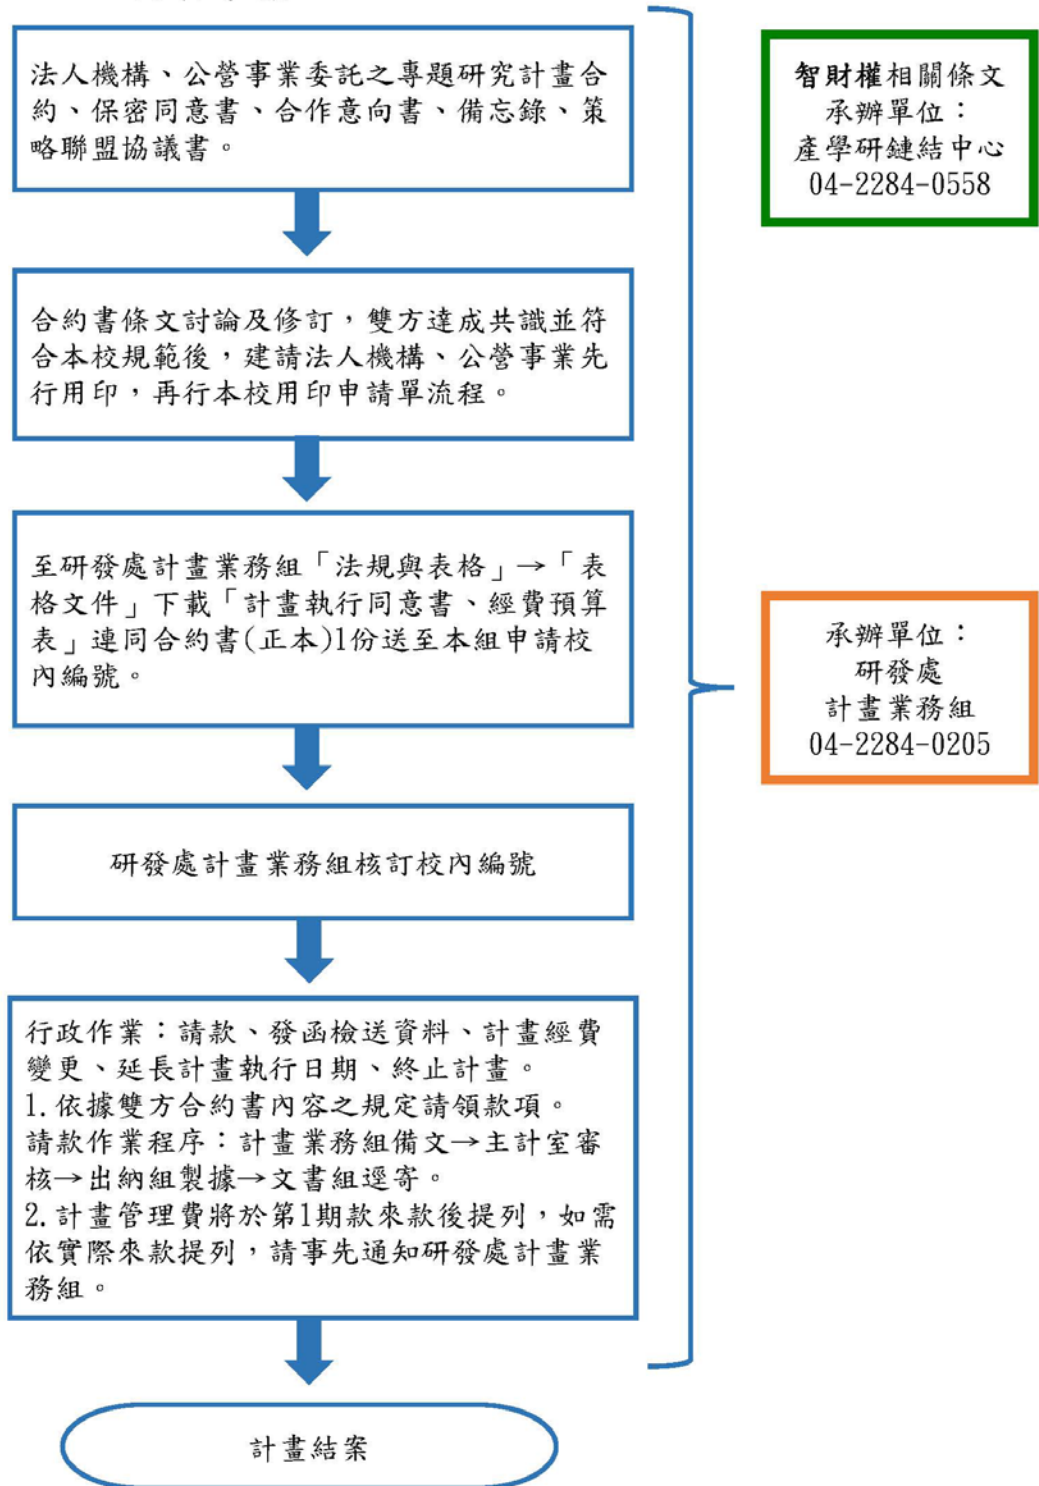 法人機構、公營事業委託之專題研究計畫合
約、保密同意書、合作意向書、備忘錄、策
略聯盟協議書。
智財權相關條文
承辦單位：
產學研鏈結中心
04-2284-0558
合約書條文討論及修訂，雙方達成共識並符
合本校規範後，建請法人機構、公營事業先
行用印，再行本校用印申請單流程。
至研發處計畫業務組「法規與表格」→「表
格文件」下載「計畫執行同意書、經費預算
表」連同合約書(正本)1份送至本組申請校
內編號。
承辦單位：
研發處
計畫業務組
04-2284-0205
研發處計畫業務組核訂校內編號
行政作業：請款、發函檢送資料、計畫經費
變更、延長計畫執行日期、終止計畫。
1.依據雙方合約書內容之規定請領款項。
請款作業程序：計畫業務組備文→主計室審
核→出納組製據→文書組逕寄。
2.計畫管理費將於第1期款來款後提列，如需
依實際來款提列，請事先通知研發處計畫業
務組。
計畫結案